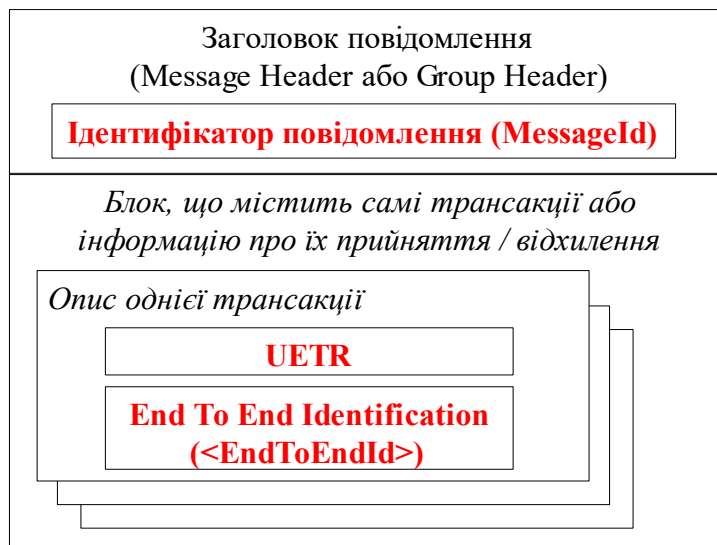 Заголовок повідомлення
(Message Header або Group Header)
Ідентифікатор повідомлення (MessageId)
Блок, що містить самі трансакції або
інформацію про їх прийняття / відхилення
Опис однієї трансакції
UETR
End To End Identification
(<EndToEndId>)